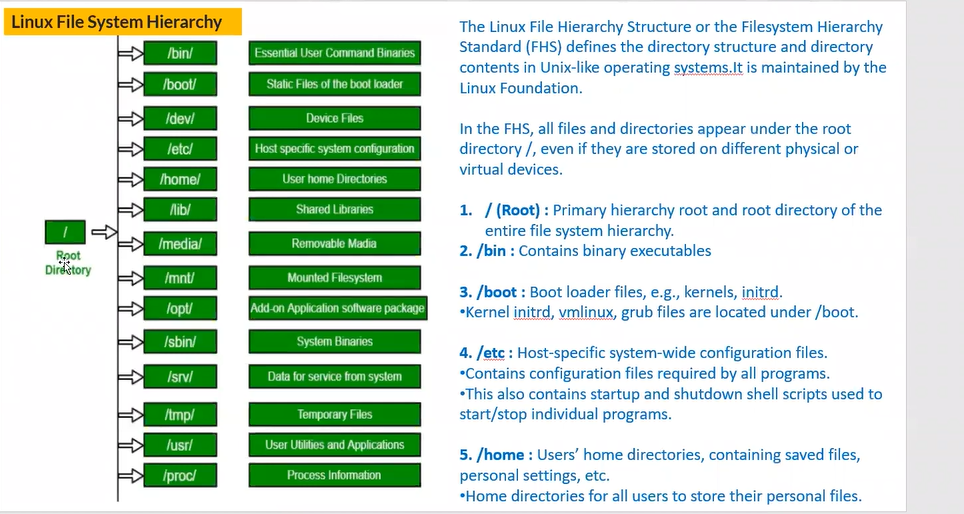 Linux File System Hierarchy
/bin/ Essential User Command Binaries
/boot/ Static Files of the boot loader
/dev/ Device Files
/etc/ Host specific system configuration
/home/ User home Directories
/lib/ Shared Libraries
/
Root
Directory
/media/ Removable Madia
/mnt/ Mounted Filesystem
/opt/ Add-on Application software package
/sbin/ System Binaries
/srv/ Data for service from system
/tmp/ Temporary Files
/usr/ User Utilities and Applications
/proc/ Process Information
The Linux File Hierarchy Structure or the Filesystem Hierarchy
Standard (FHS) defines the directory structure and directory
contents in Unix-like operating systems.It is maintained by the
Linux Foundation.
In the FHS, all files and directories appear under the root
directory /, even if they are stored on different physical or
virtual devices.
1. / (Root) : Primary hierarchy root and root directory of the
entire file system hierarchy.
2. /bin : Contains binary executables
3. /boot : Boot loader files, e.g., kernels, initrd.
•Kernel initrd, vmlinux, grub files are located under /boot.
4. /etc : Host-specific system-wide configuration files.
•Contains configuration files required by all programs.
•This also contains startup and shutdown shell scripts used to
start/stop individual programs.
5. /home : Users’ home directories, containing saved files,
personal settings, etc.
•Home directories for all users to store their personal files.